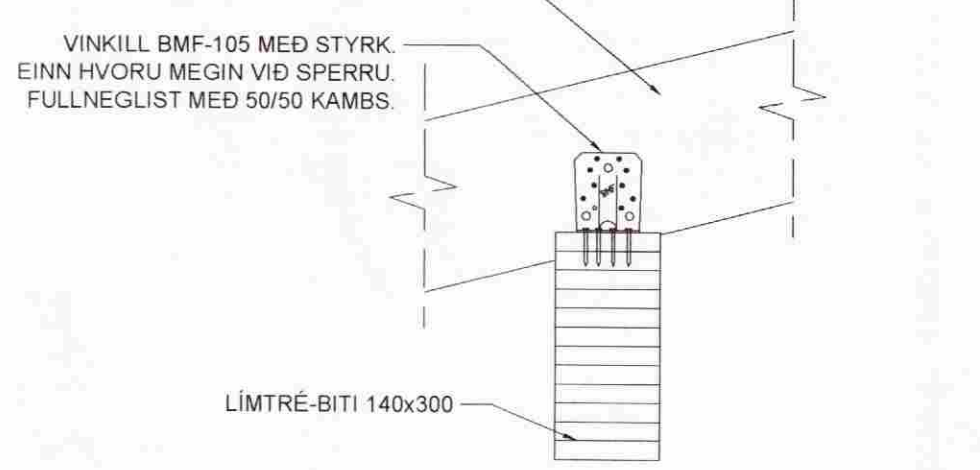 VINKILL BMF-105 MEÐ STYRK.
EINN HVORU MEGIN VIÐ SPERRU.
FULLNEGLIST MEÐ 50/50 KAMBS.
LÍMTRÉ-BITI 140x300